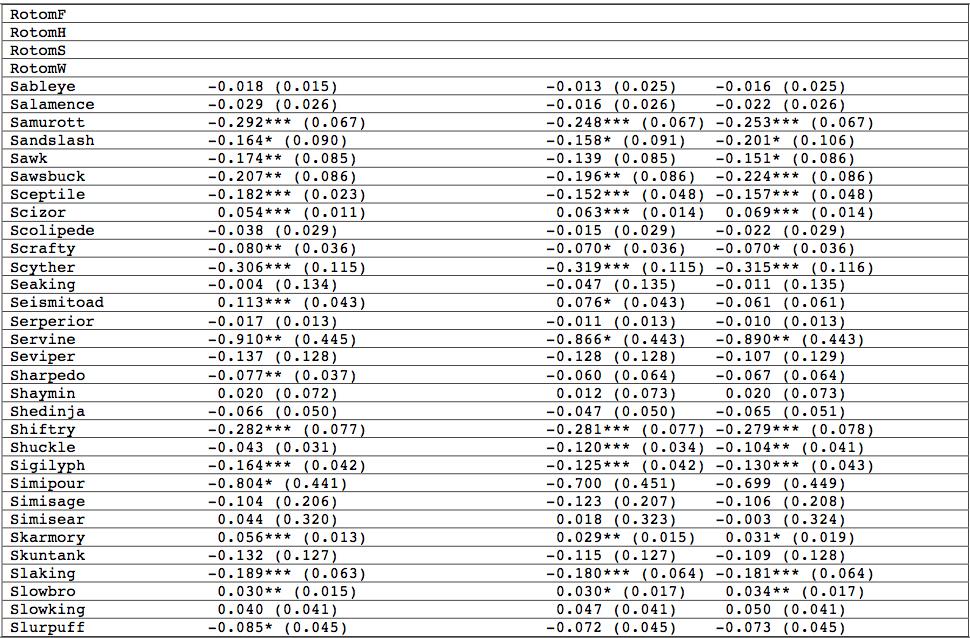 RotomF
RotomH
RotomS
RotomW
Sableye -0.018 (0.015) -0.013 (0.025) -0.016 (0.025)
Salamence -0.029 (0.026) -0.016 (0.026) -0.022 (0.026)
Samurott -0.292*** (0.067) -0.248*** (0.067) -0.253*** (0.067)
Sandslash -0.164* (0.090) -0.158* (0.091) -0.201* (0.106)
Sawk -0.174** (0.085) -0.139 (0.085) -0.151* (0.086)
Sawsbuck -0.207** (0.086) -0.196** (0.086) -0.224*** (0.086)
Sceptile -0.182*** (0.023) -0.152*** (0.048) -0.157*** (0.048)
Scizor 0.054*** (0.011) 0.063*** (0.014) 0.069*** (0.014)
Scolipede -0.038 (0.029) -0.015 (0.029) -0.022 (0.029)
Scrafty -0.080** (0.036) -0.070* (0.036) -0.070* (0.036)
Scyther -0.306*** (0.115) -0.319*** (0.115) -0.315*** (0.116)
Seaking -0.004 (0.134) -0.047 (0.135) -0.011 (0.135)
Seismitoad 0.113*** (0.043) 0.076* (0.043) -0.061 (0.061)
Serperior -0.017 (0.013) -0.011 (0.013) -0.010 (0.013)
Servine -0.910** (0.445) -0.866* (0.443) -0.890** (0.443)
Seviper -0.137 (0.128) -0.128 (0.128) -0.107 (0.129)
Sharpedo -0.077** (0.037) -0.060 (0.064) -0.067 (0.064)
Shaymin 0.020 (0.072) 0.012 (0.073) 0.020 (0.073)
Shedinja -0.066 (0.050) -0.047 (0.050) -0.065 (0.051)
Shiftry -0.282*** (0.077) -0.281*** (0.077) -0.279*** (0.078)
Shuckle -0.043 (0.031) -0.120*** (0.034) -0.104** (0.041)
Sigilyph -0.164*** (0.042) -0.125*** (0.042) -0.130*** (0.043)
Simipour -0.804* (0.441) -0.700 (0.451) -0.699 (0.449)
Simisage -0.104 (0.206) -0.123 (0.207) -0.106 (0.208)
Simisear 0.044 (0.320) 0.018 (0.323) -0.003 (0.324)
Skarmory 0.056*** (0.013) 0.029** (0.015) 0.031* (0.019)
Skuntank -0.132 (0.127) -0.115 (0.127) -0.109 (0.128)
Slaking -0.189*** (0.063) -0.180*** (0.064) -0.181*** (0.064)
Slowbro 0.030** (0.015) 0.030* (0.017) 0.034** (0.017)
Slowking 0.040 (0.041) 0.047 (0.041) 0.050 (0.041)
Slurpuff -0.085* (0.045) -0.072 (0.045) -0.073 (0.045)